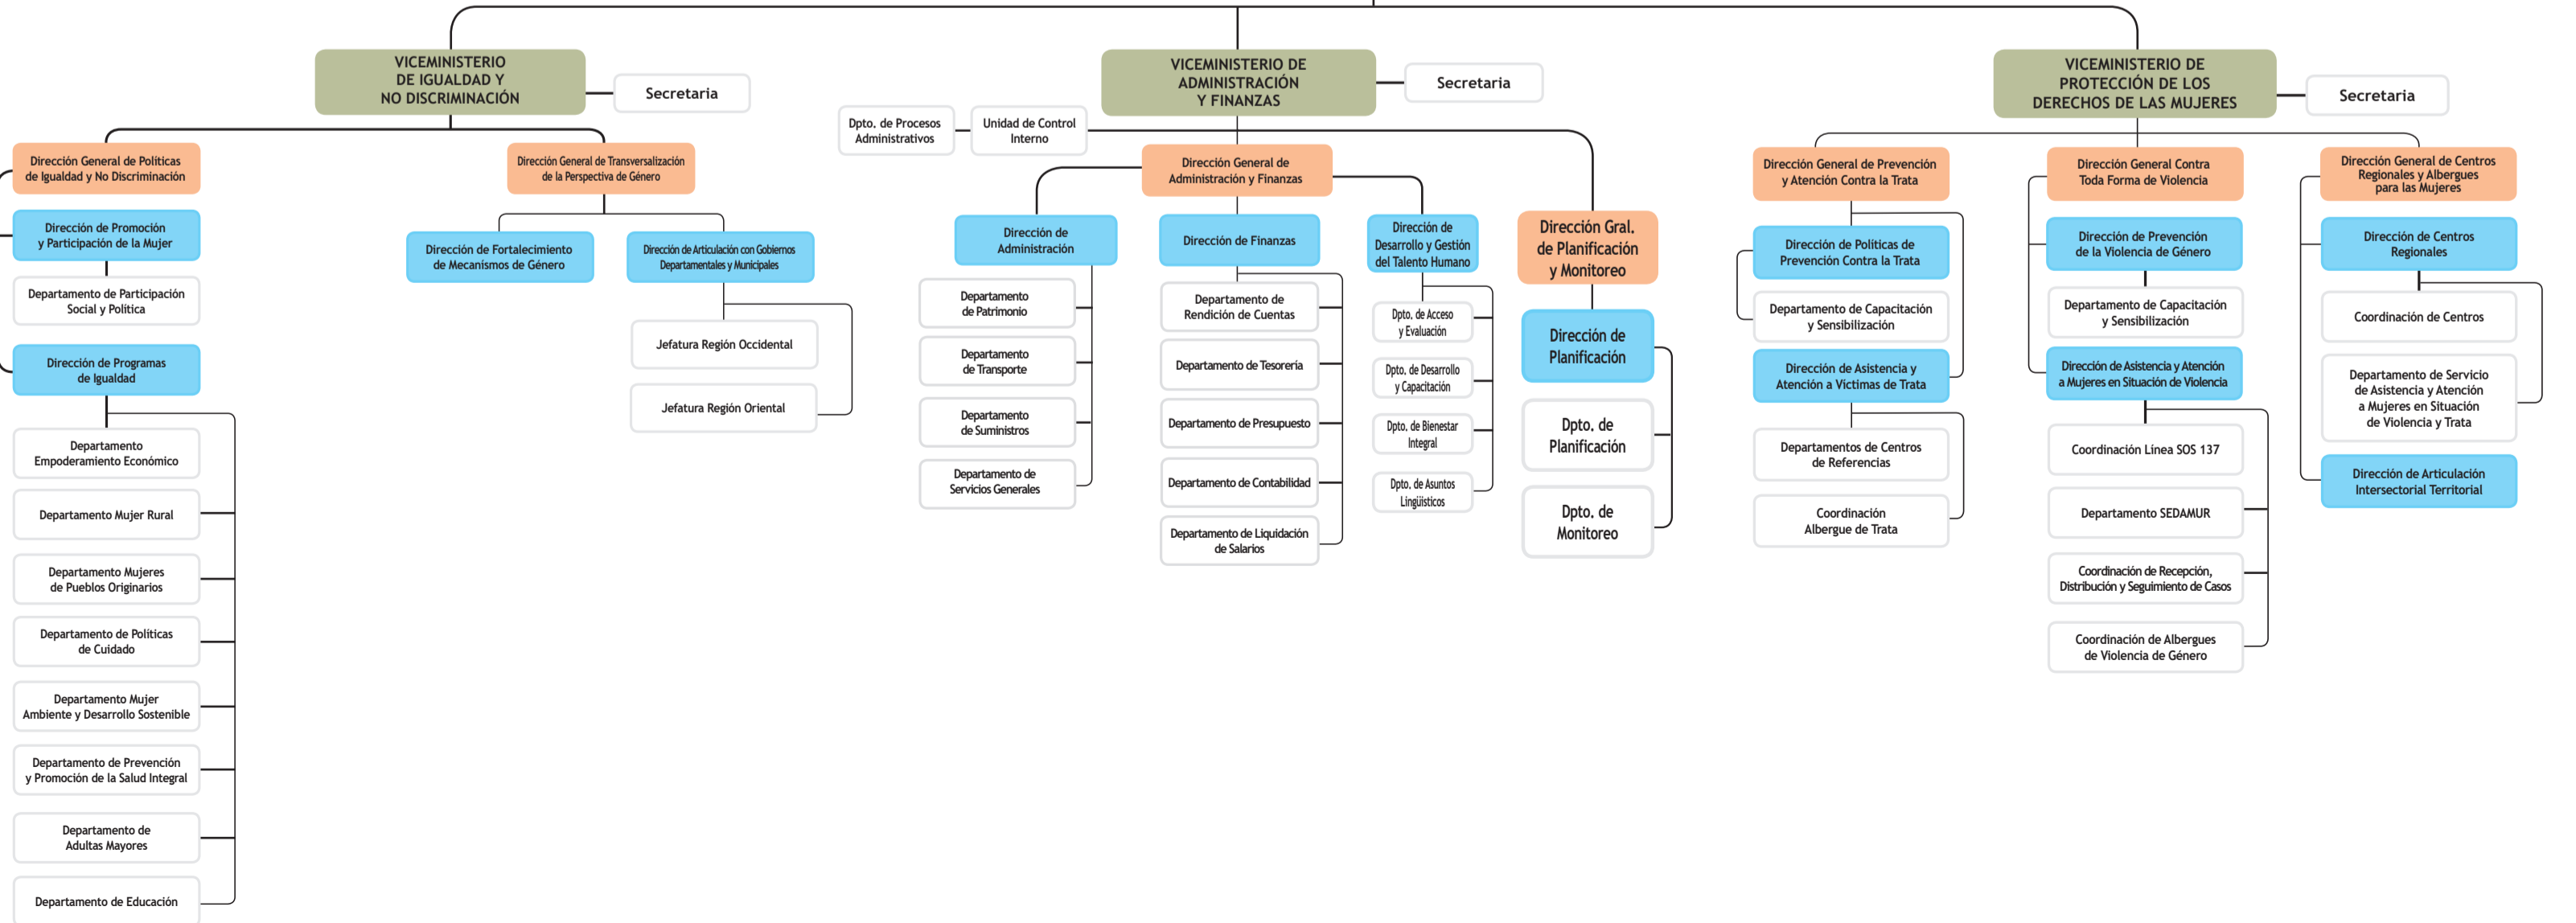 VICEMINISTERIO
DE IGUALDAD Y
NO DISCRIMINACIÓN
Secretaria
Dirección General de Políticas
de Igualdad y No Discriminación
Dirección de Promoción
y Participación de la Mujer
Departamento de Participación
Social y Política
Dirección de Programas
de Igualdad
Departamento
Empoderamiento Económico
Departamento Mujer Rural
Departamento Mujeres
de Pueblos Originarios
Departamento de Políticas
de Cuidado
Departamento Mujer
Ambiente y Desarrollo Sostenible
Departamento de Prevención
y Promoción de la Salud Integral
Departamento de
Adultas Mayores
Departamento de Educación
Dirección General de Transversalización
de la Perspectiva de Género
Dirección de Fortalecimiento
de Mecanísmos de Género
Dirección de Articulación con Gobiernos
Departamentales y Municipales
Jefatura Región Occidental
Jefatura Región Oriental
VICEMINISTERIO DE
ADMINISTRACIÓN
Y FINANZAS
Secretaria
Dpto. de Procesos
Administrativos
Unidad de Control
Interno
Dirección General de
Administración y Finanzas
Dirección de
Administración
Departamento
de Patrimonio
Departamento
de Transporte
Departamento
de Suministros
Departamento de
Servicios Generales
Dirección de Finanzas
Departamento de
Rendición de Cuentas
Departamento de Tesorería
Departamento de Presupuesto
Departamento de Contabilidad
Departamento de Liquidación
de Salarios
Dirección de
Desarrollo y Gestión
del Talento Humano
Dpto. de Acceso
y Evaluación
Dpto. de Desarrollo
y Capacitación
Dpto. de Bienestar
Integral
Dpto. de Asuntos
Lingüisticos
Dirección Gral.
de Planificación
y Monitoreo
Dirección de
Planificación
Dpto. de
Planificación
Dpto. de
Monitoreo
VICEMINISTERIO DE
PROTECCIÓN DE LOS
DERECHOS DE LAS MUJERES
Secretaria
Dirección General de Prevención
y Atención Contra la Trata
Dirección de Políticas de
Prevención Contra la Trata
Departamento de Capacitación
y Sensibilización
Dirección de Asistencia y
Atención a Víctimas de Trata
Departamentos de Centros
de Referencias
Coordinación
Albergue de Trata
Dirección General Contra
Toda Forma de Violencia
Dirección de Prevención
de la Violencia de Género
Departamento de Capacitación
y Sensibilización
Dirección de Asistencia y Atención
a Mujeres en Situación de Violencia
Coordinación Línea SOS 137
Departamento SEDAMUR
Coordinación de Recepción,
Distribución y Seguimiento de Casos
Coordinación de Albergues
de Violencia de Género
Dirección General de Centros
Regionales y Albergues
para las Mujeres
Dirección de Centros
Regionales
Coordinación de Centros
Departamento de Servicio
de Asistencia y Atención
a Mujeres en Situación
de Violencia y Trata
Dirección de Articulación
Intersectorial Territorial